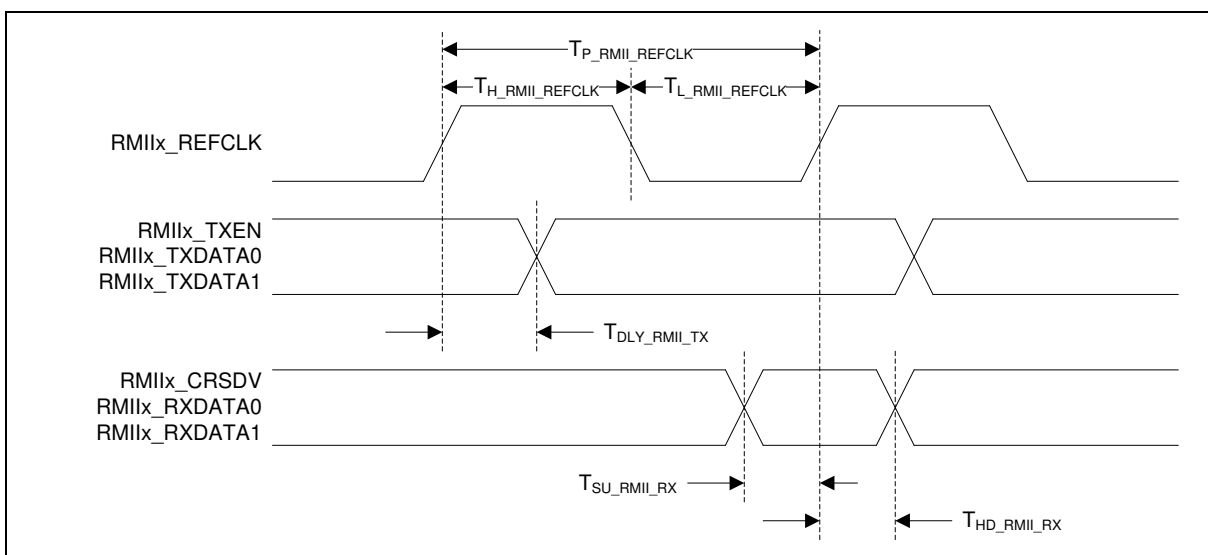 T_P_RMII_REFCLK
T_H_RMII_REFCLK T_L_RMII_REFCLK
RMIIx_REFCLK
RMIIx_TXEN
RMIIx_TXDATA0
RMIIx_TXDATA1
T_DLY_RMII_TX
RMIIx_CRSDV
RMIIx_RXDATA0
RMIIx_RXDATA1
T_SU_RMII_RX
T_HD_RMII_RX